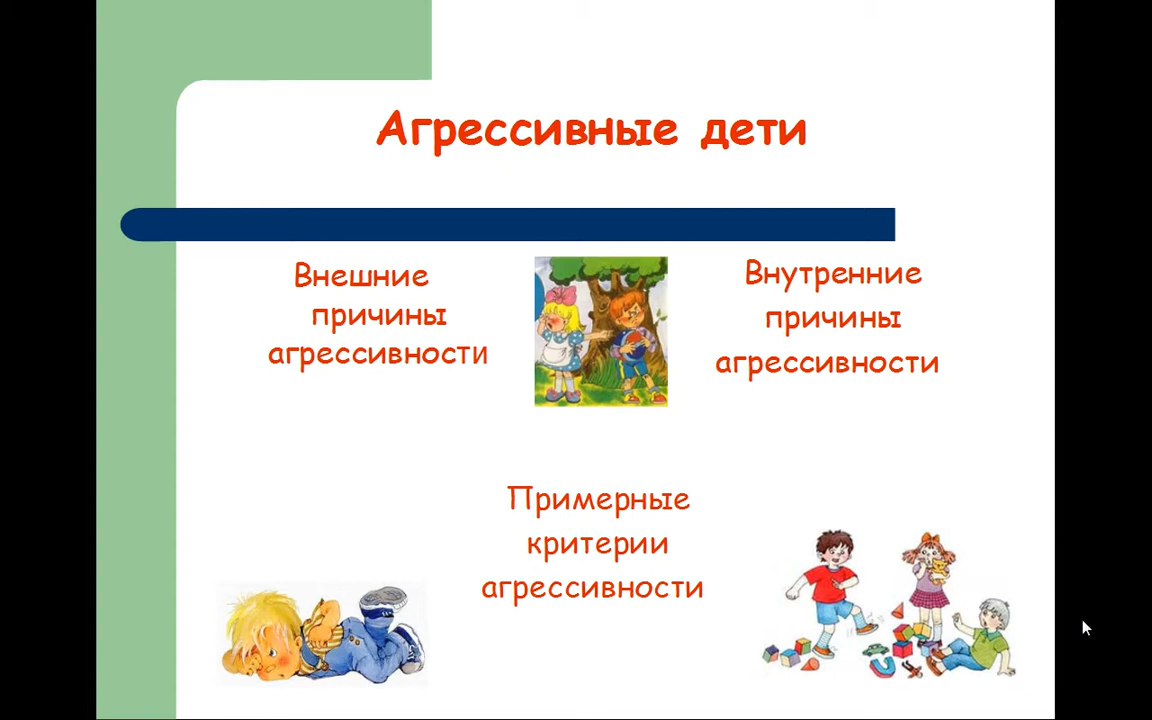 Агрессивные дети
Внешние
причины
агрессивности
Внутренние
причины
агрессивности
Примерные
критерии
агрессивности